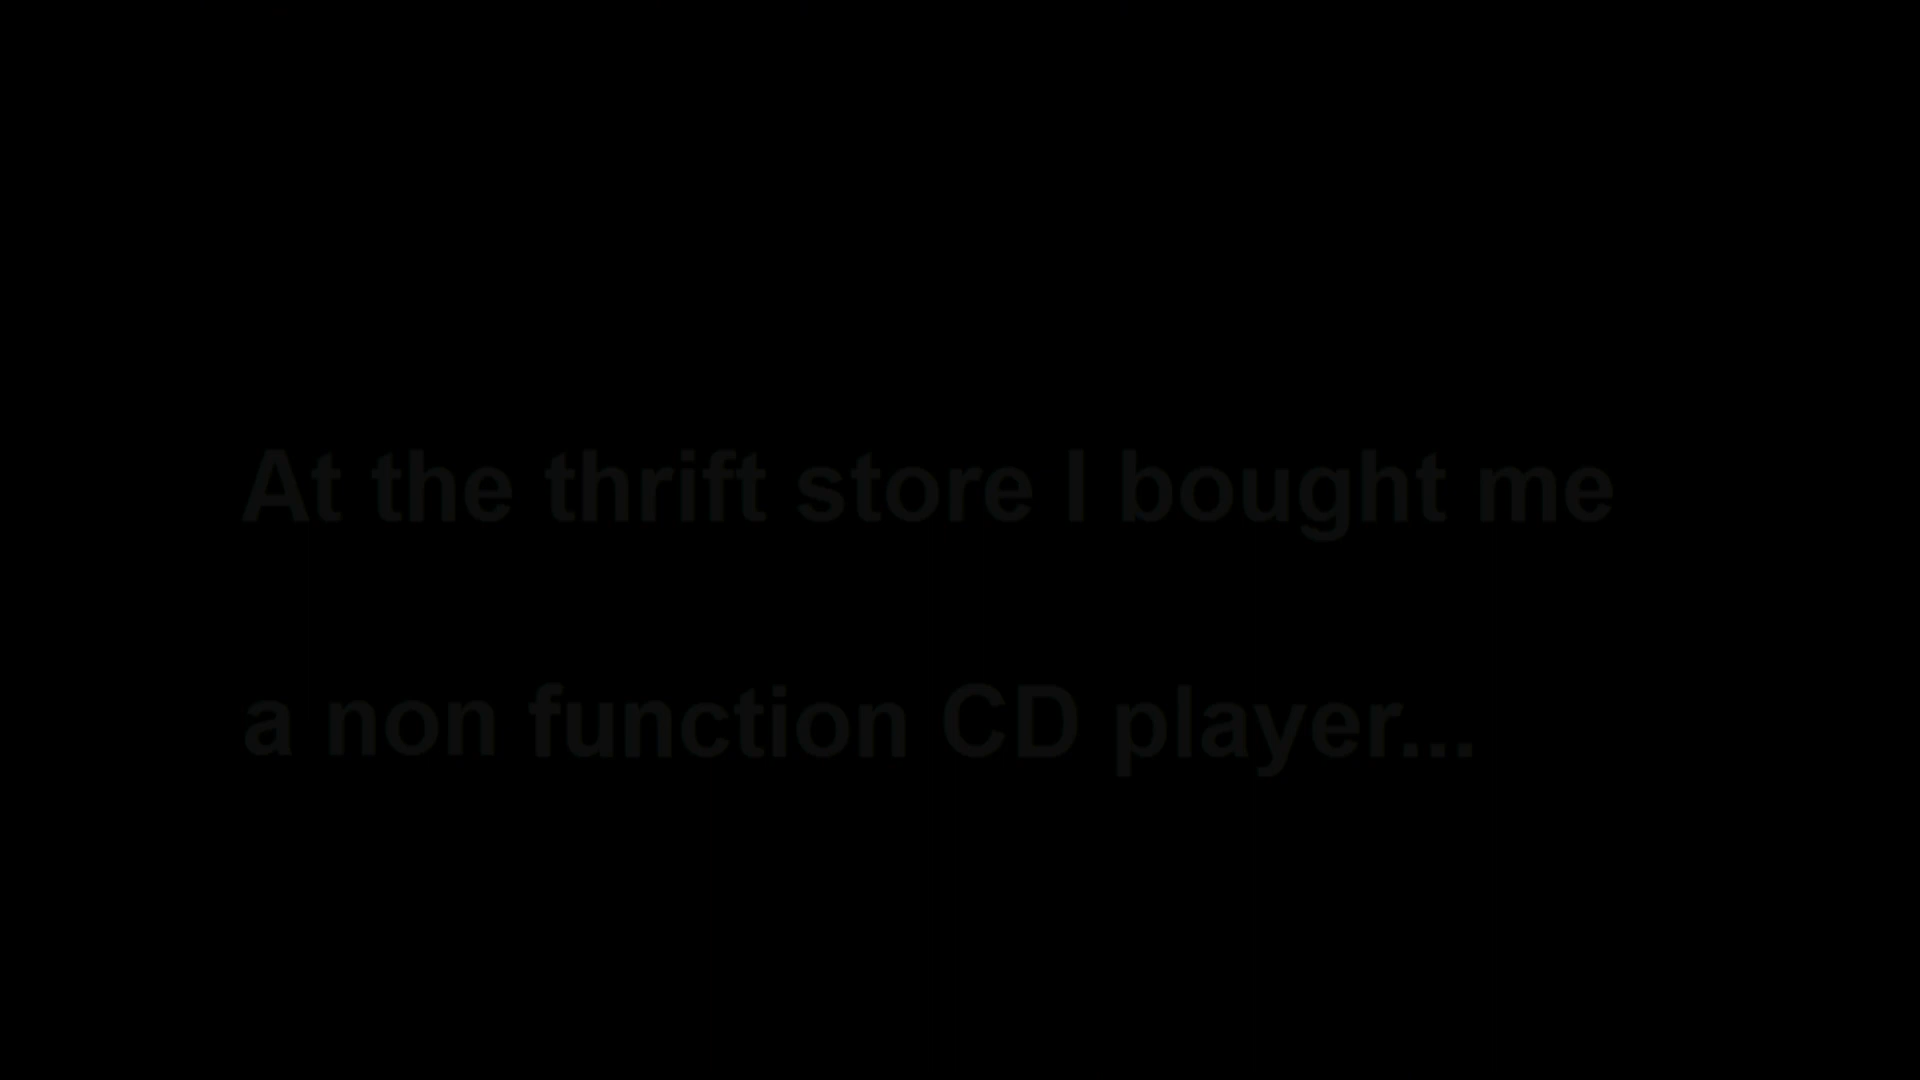 At the thrift store I bought me
a non function CD player...